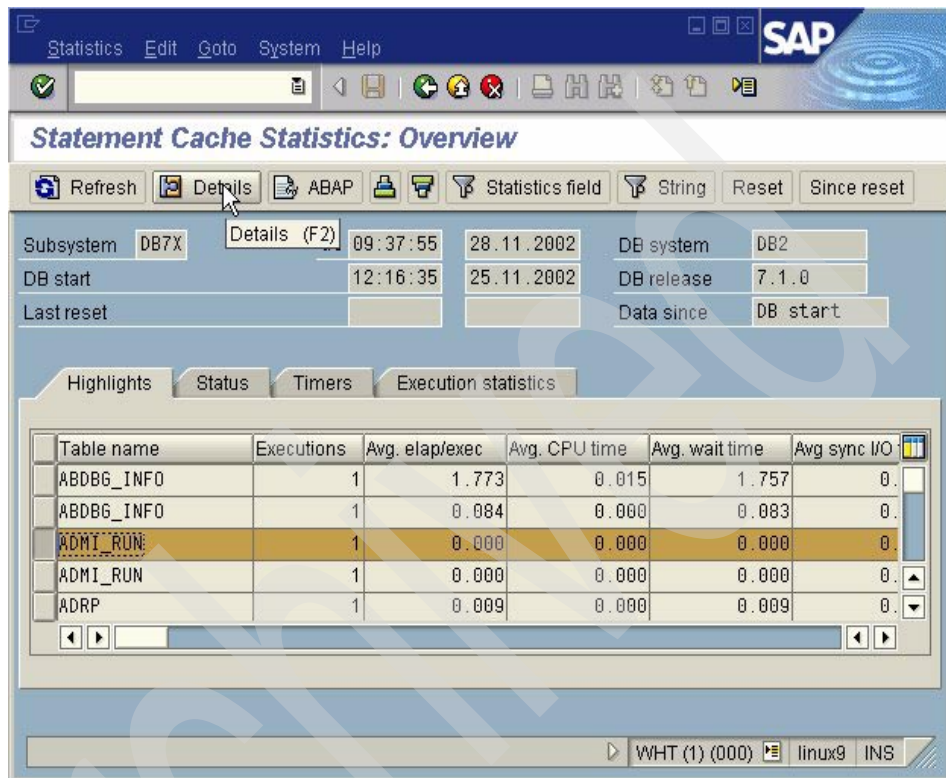 Statistics Edit Goto System Help
SAP
Statement Cache Statistics: Overview
Refresh Details ABAP Statistics field String Reset Since reset
Details (F2)
Subsystem DB7X 09:37:55 28.11.2002 DB system DB2
DB start 12:16:35 25.11.2002 DB release 7.1.0
Last reset Data since DB start
Highlights Status Timers Execution statistics
Table name Executions Avg. elap/exec Avg. CPU time Avg. wait time Avg sync I/O
ABDBG_INFO 1 1.773 0.015 1.757 0.
ABDBG_INFO 1 0.084 0.000 0.083 0.
ADMI_RUN 1 0.000 0.000 0.000 0.
ADMI_RUN 1 0.000 0.000 0.000 0.
ADRP 1 0.009 0.000 0.009 0.
WHT (1) (000) linux9 INS